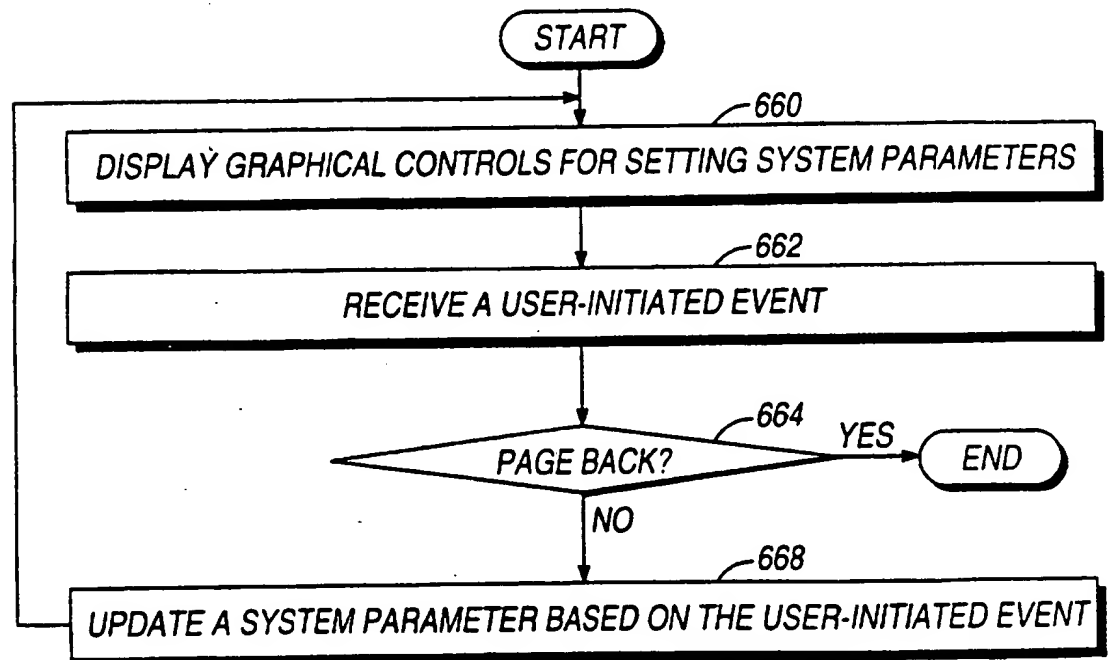 START
660
DISPLAY GRAPHICAL CONTROLS FOR SETTING SYSTEM PARAMETERS
662
RECEIVE A USER-INITIATED EVENT
664
PAGE BACK?
YES
END
NO
668
UPDATE A SYSTEM PARAMETER BASED ON THE USER-INITIATED EVENT